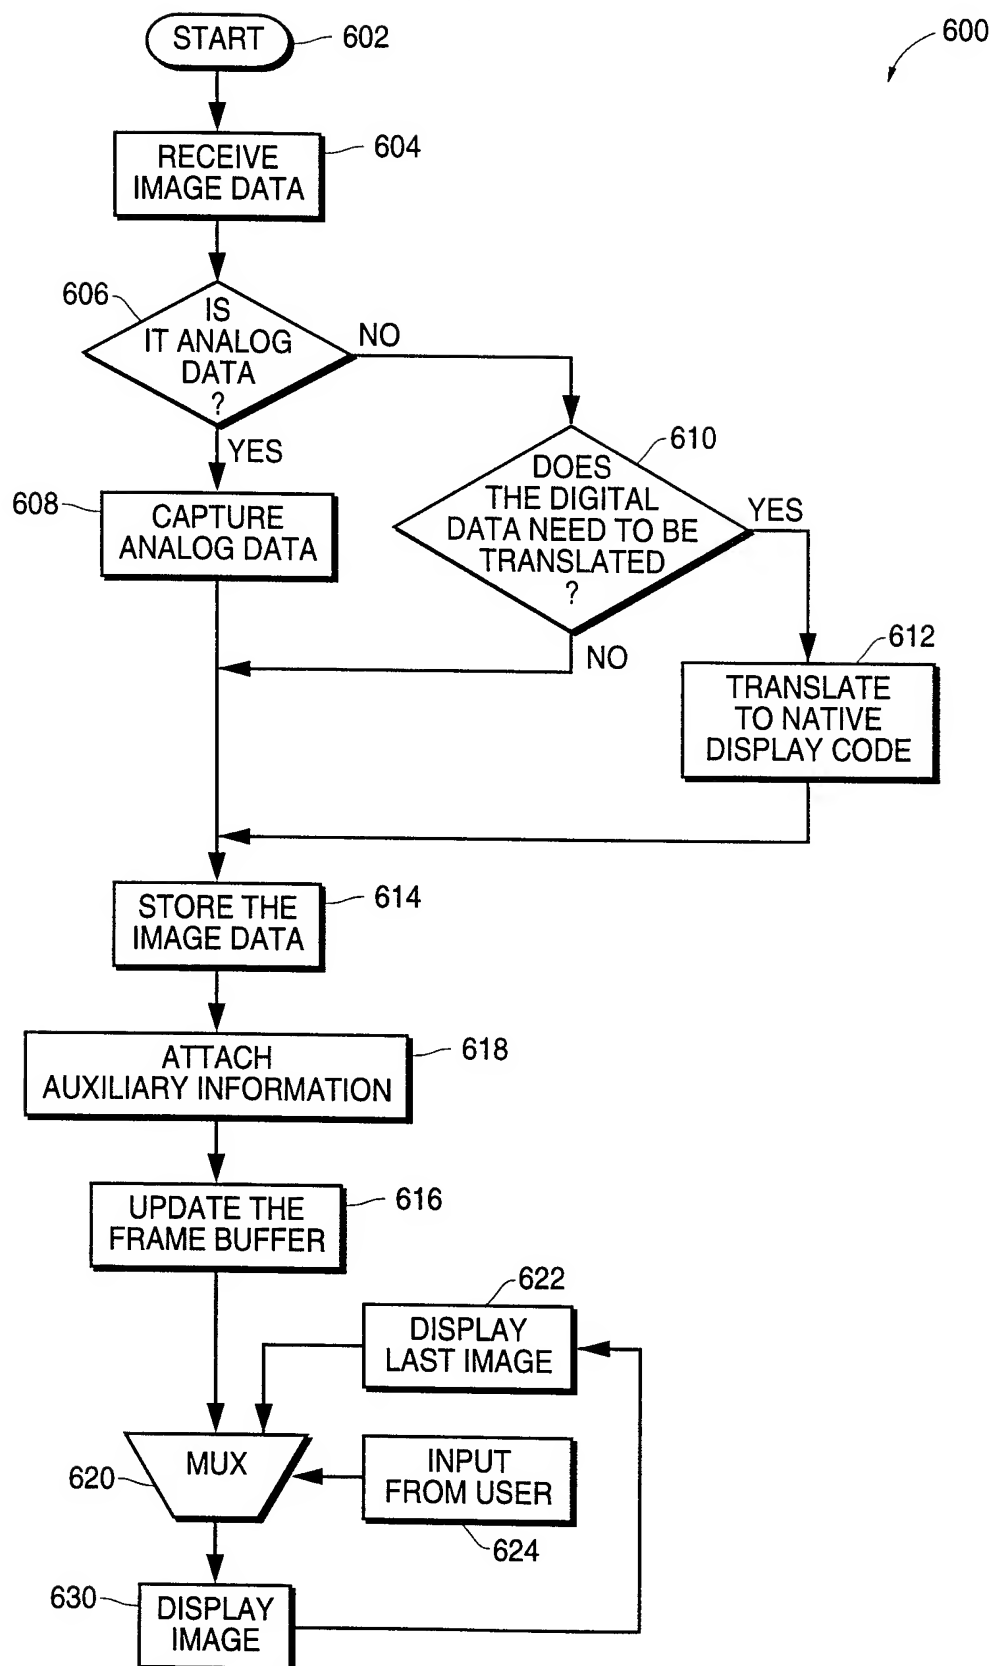 START
602
600
RECEIVE
IMAGE DATA
604
606
IS
IT ANALOG
DATA
?
NO
YES
608
CAPTURE
ANALOG DATA
610
DOES
THE DIGITAL
DATA NEED TO BE
TRANSLATED
?
YES
NO
612
TRANSLATE
TO NATIVE
DISPLAY CODE
STORE THE
IMAGE DATA
614
ATTACH
AUXILIARY INFORMATION
618
UPDATE THE
FRAME BUFFER
616
622
DISPLAY
LAST IMAGE
MUX
620
INPUT
FROM USER
624
630
DISPLAY
IMAGE